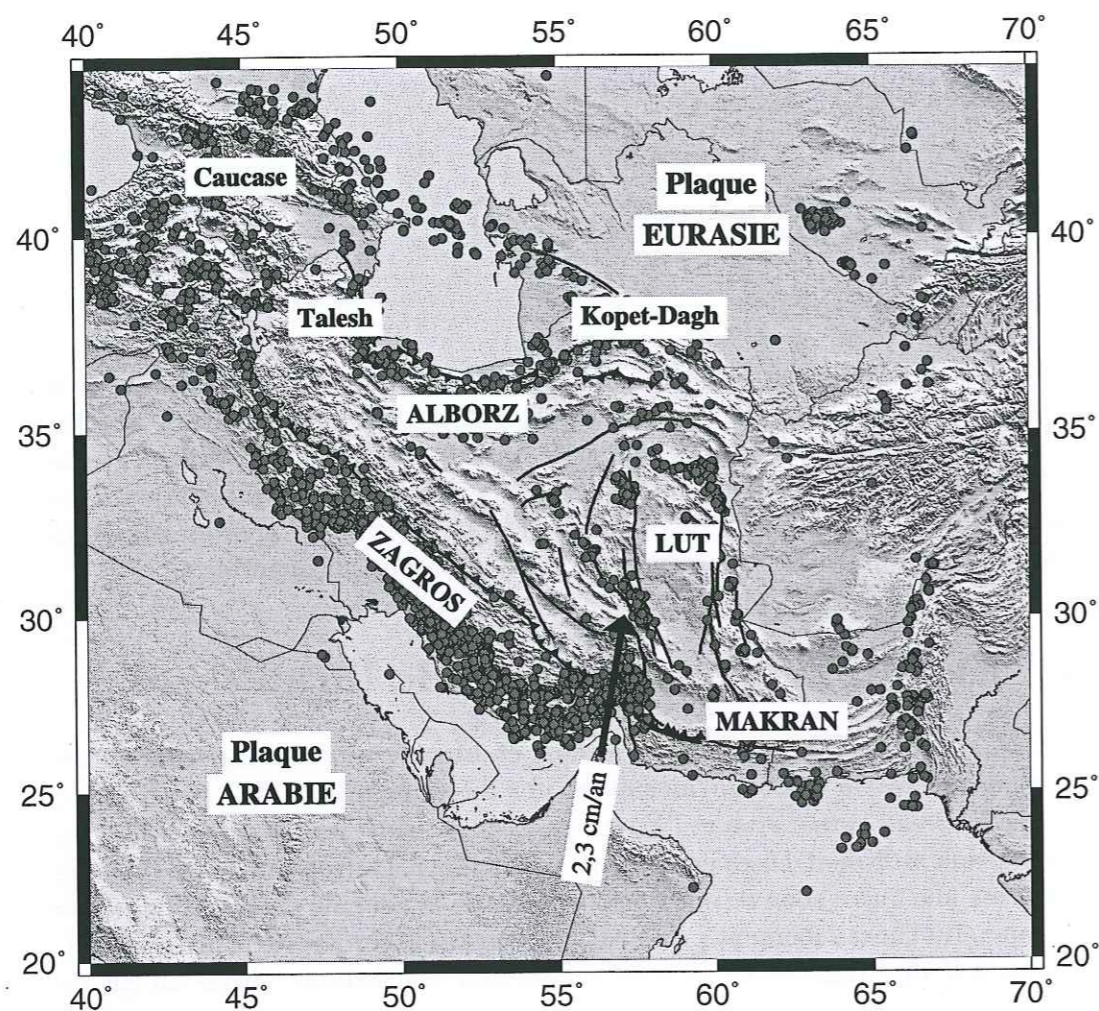 40° 45° 50° 55° 60° 65° 70°
Caucase
Plaque
EURASIE
40° 40°
Talesh
Kopet-Dagh
ALBORZ
35° 35°
ZAGROS
LUT
30° 30°
MAKRAN
Plaque
ARABIE
2,3 cm/an
25° 25°
20° 20°
40° 45° 50° 55° 60° 65° 70°